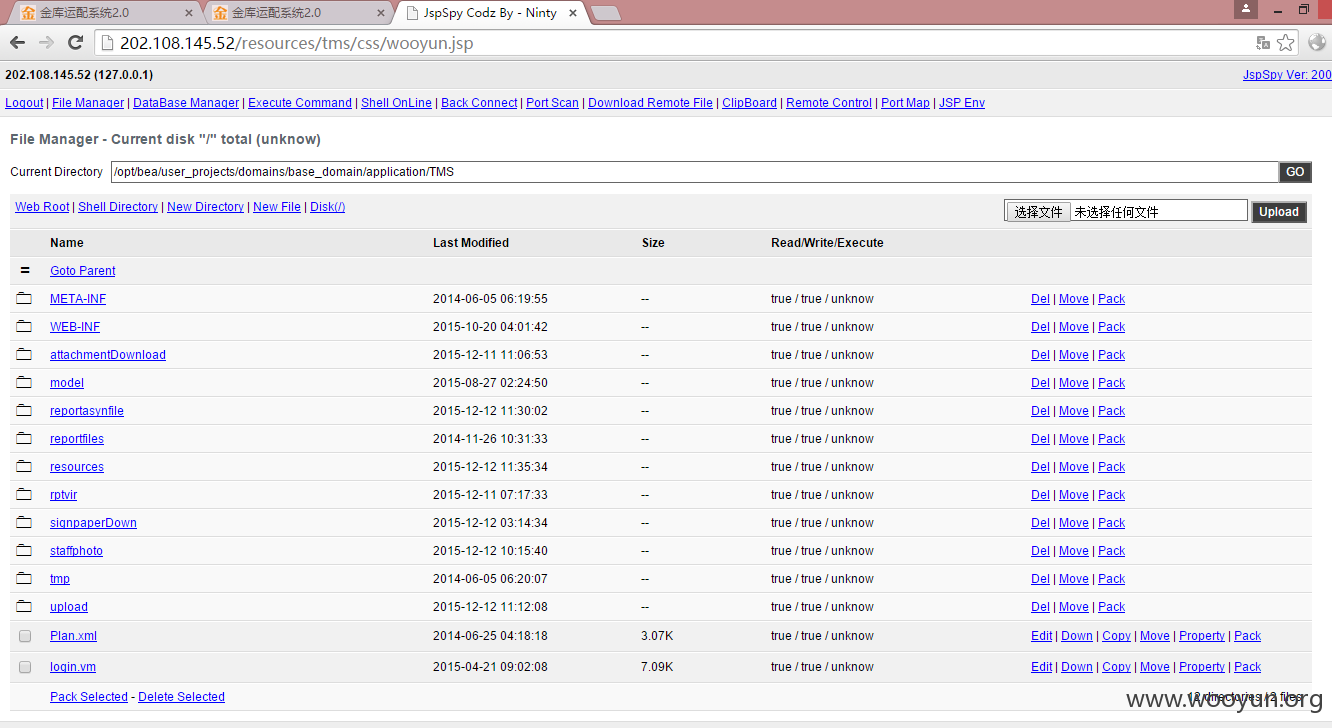 金库运配系统2.0
金库运配系统2.0
JspSpy Codz By - Ninty
202.108.145.52/resources/tms/css/wooyun.jsp
202.108.145.52 (127.0.0.1) JspSpy Ver: 200
Logout | File Manager | DataBase Manager | Execute Command | Shell OnLine | Back Connect | Port Scan | Download Remote File | ClipBoard | Remote Control | Port Map | JSP Env
File Manager - Current disk "/" total (unknow)
Current Directory /opt/bea/user_projects/domains/base_domain/application/TMS GO
Web Root | Shell Directory | New Directory | New File | Disk(/) 选择文件 未选择任何文件 Upload
Name Last Modified Size Read/Write/Execute
= Goto Parent
META-INF 2014-06-05 06:19:55 -- true / true / unknow Del | Move | Pack
WEB-INF 2015-10-20 04:01:42 -- true / true / unknow Del | Move | Pack
attachmentDownload 2015-12-11 11:06:53 -- true / true / unknow Del | Move | Pack
model 2015-08-27 02:24:50 -- true / true / unknow Del | Move | Pack
reportasynfile 2015-12-12 11:30:02 -- true / true / unknow Del | Move | Pack
reportfiles 2014-11-26 10:31:33 -- true / true / unknow Del | Move | Pack
resources 2015-12-12 11:35:34 -- true / true / unknow Del | Move | Pack
rptvir 2015-12-11 07:17:33 -- true / true / unknow Del | Move | Pack
signpaperDown 2015-12-12 03:14:34 -- true / true / unknow Del | Move | Pack
staffphoto 2015-12-12 10:15:40 -- true / true / unknow Del | Move | Pack
tmp 2014-06-05 06:20:07 -- true / true / unknow Del | Move | Pack
upload 2015-12-12 11:12:08 -- true / true / unknow Del | Move | Pack
Plan.xml 2014-06-25 04:18:18 3.07K true / true / unknow Edit | Down | Copy | Move | Property | Pack
login.vm 2015-04-21 09:02:08 7.09K true / true / unknow Edit | Down | Copy | Move | Property | Pack
Pack Selected - Delete Selected 12 directories / 2 files
www.wooyun.org